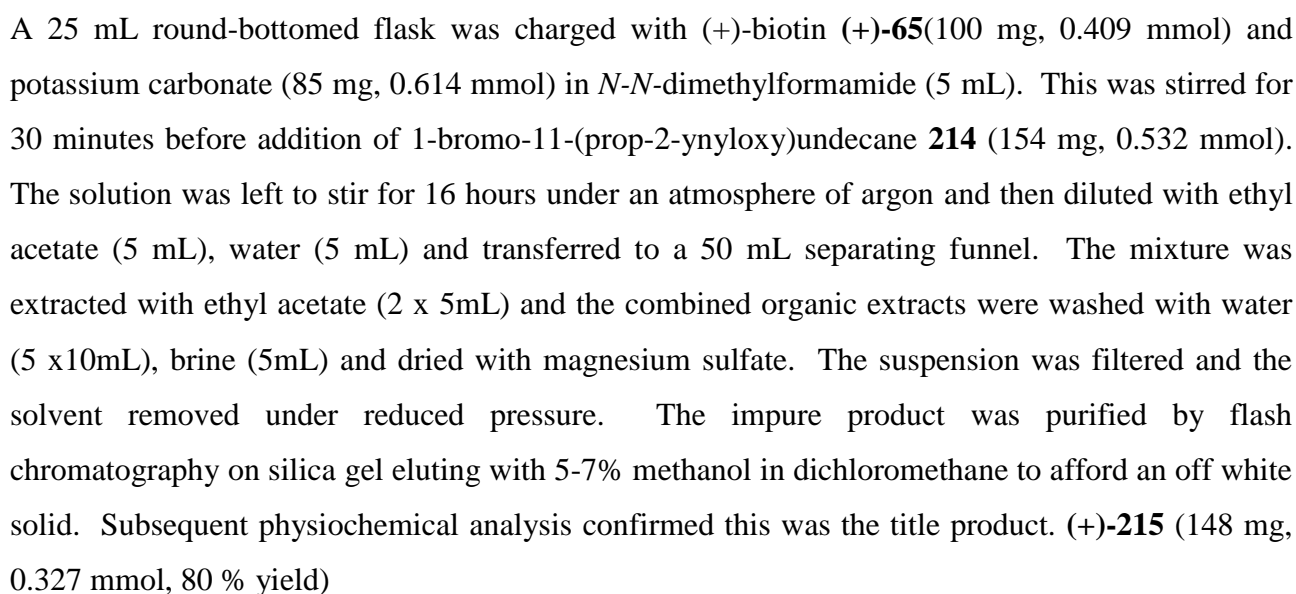 A 25 mL round-bottomed flask was charged with (+)-biotin (+)-65(100 mg, 0.409 mmol) and
potassium carbonate (85 mg, 0.614 mmol) in N-N-dimethylformamide (5 mL). This was stirred for
30 minutes before addition of 1-bromo-11-(prop-2-ynyloxy)undecane 214 (154 mg, 0.532 mmol).
The solution was left to stir for 16 hours under an atmosphere of argon and then diluted with ethyl
acetate (5 mL), water (5 mL) and transferred to a 50 mL separating funnel. The mixture was
extracted with ethyl acetate (2 x 5mL) and the combined organic extracts were washed with water
(5 x10mL), brine (5mL) and dried with magnesium sulfate. The suspension was filtered and the
solvent removed under reduced pressure. The impure product was purified by flash
chromatography on silica gel eluting with 5-7% methanol in dichloromethane to afford an off white
solid. Subsequent physiochemical analysis confirmed this was the title product. (+)-215 (148 mg,
0.327 mmol, 80 % yield)